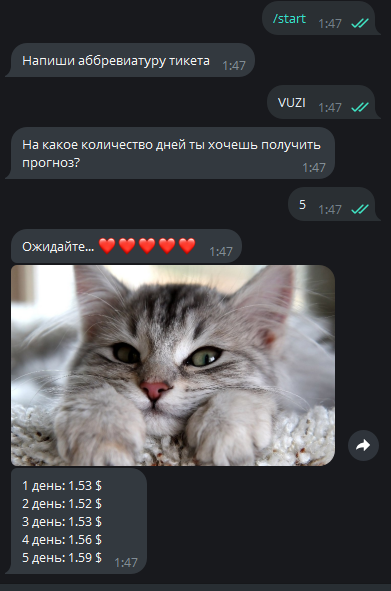 /start 1:47
Напиши аббревиатуру тикета 1:47
VUZI 1:47
На какое количество дней ты хочешь получить
прогноз?
1:47
5 1:47
Ожидайте... ❤️❤️❤️❤️❤️ 1:47
1 день: 1.53 $
2 день: 1.52 $
3 день: 1.53 $
4 день: 1.56 $
5 день: 1.59 $ 1:47